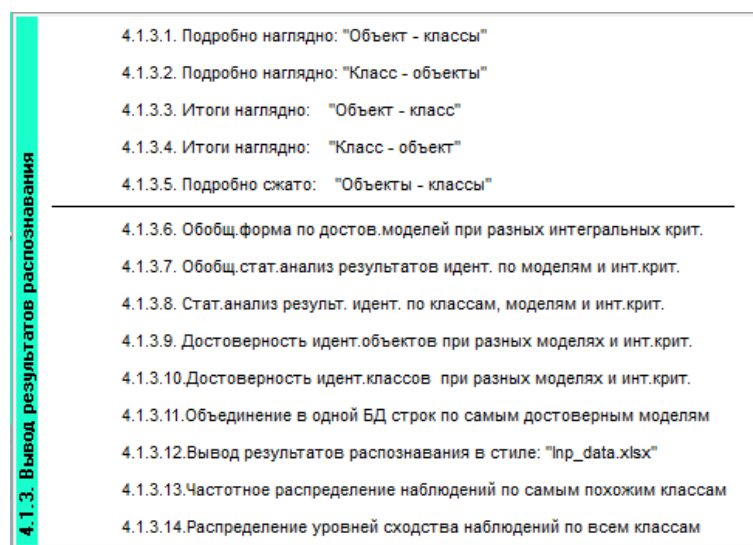 4.1.3. Вывод результатов распознавания
4.1.3.1. Подробно наглядно: "Объект - классы"
4.1.3.2. Подробно наглядно: "Класс - объекты"
4.1.3.3. Итоги наглядно: "Объект - класс"
4.1.3.4. Итоги наглядно: "Класс - объект"
4.1.3.5. Подробно сжато: "Объекты - классы"
4.1.3.6. Обобщ.форма по достов.моделей при разных интегральных крит.
4.1.3.7. Обобщ.стат.анализ результатов идент. по моделям и инт.крит.
4.1.3.8. Стат.анализ результ. идент. по классам, моделям и инт.крит.
4.1.3.9. Достоверность идент.объектов при разных моделях и инт.крит.
4.1.3.10.Достоверность идент.классов при разных моделях и инт.крит.
4.1.3.11.Объединение в одной БД строк по самым достоверным моделям
4.1.3.12.Вывод результатов распознавания в стиле: "Inp_data.xlsx"
4.1.3.13.Частотное распределение наблюдений по самым похожим классам
4.1.3.14.Распределение уровней сходства наблюдений по всем классам